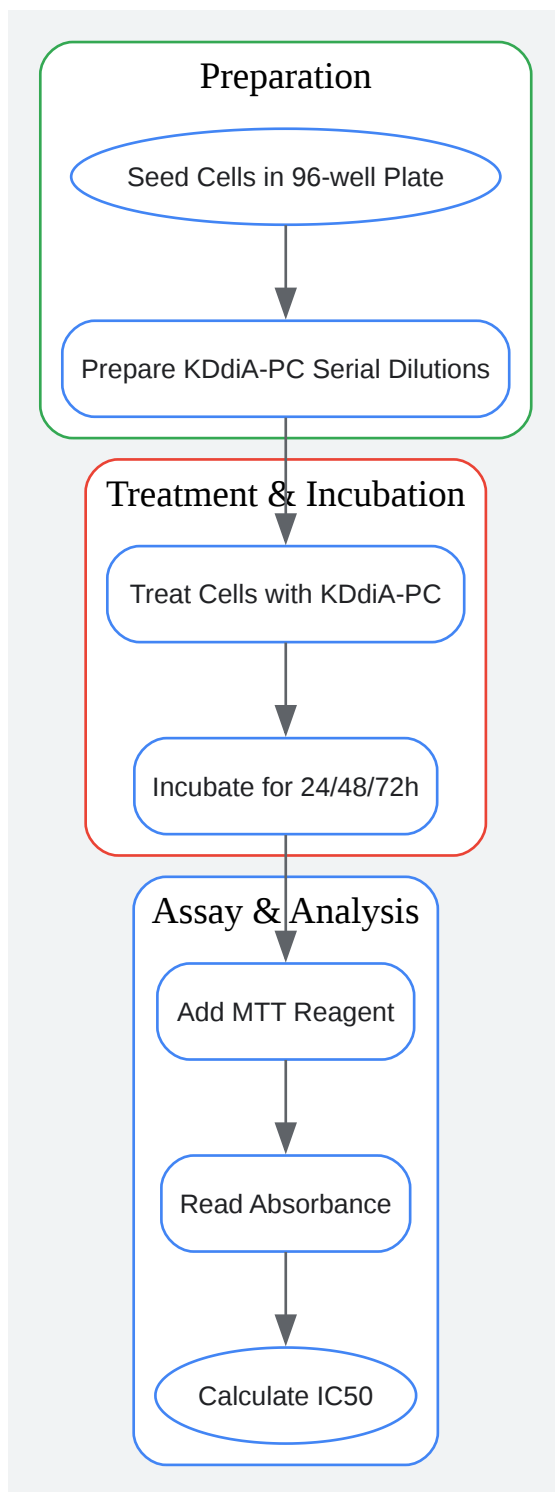 Preparation
Seed Cells in 96-well Plate
Prepare KDdiA-PC Serial Dilutions
Treatment & Incubation
Treat Cells with KDdiA-PC
Incubate for 24/48/72h
Assay & Analysis
Add MTT Reagent
Read Absorbance
Calculate IC50